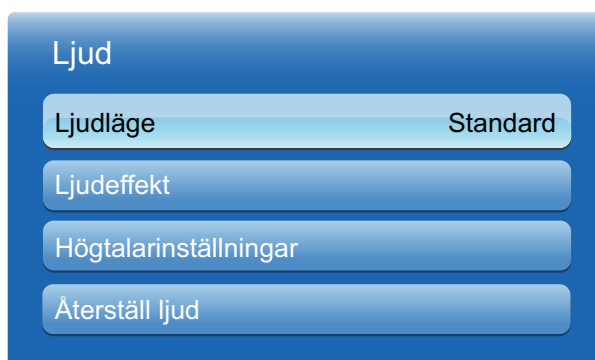 Ljud
Ljudläge Standard
Ljudeffekt
Högtalarinställningar
Återställ ljud